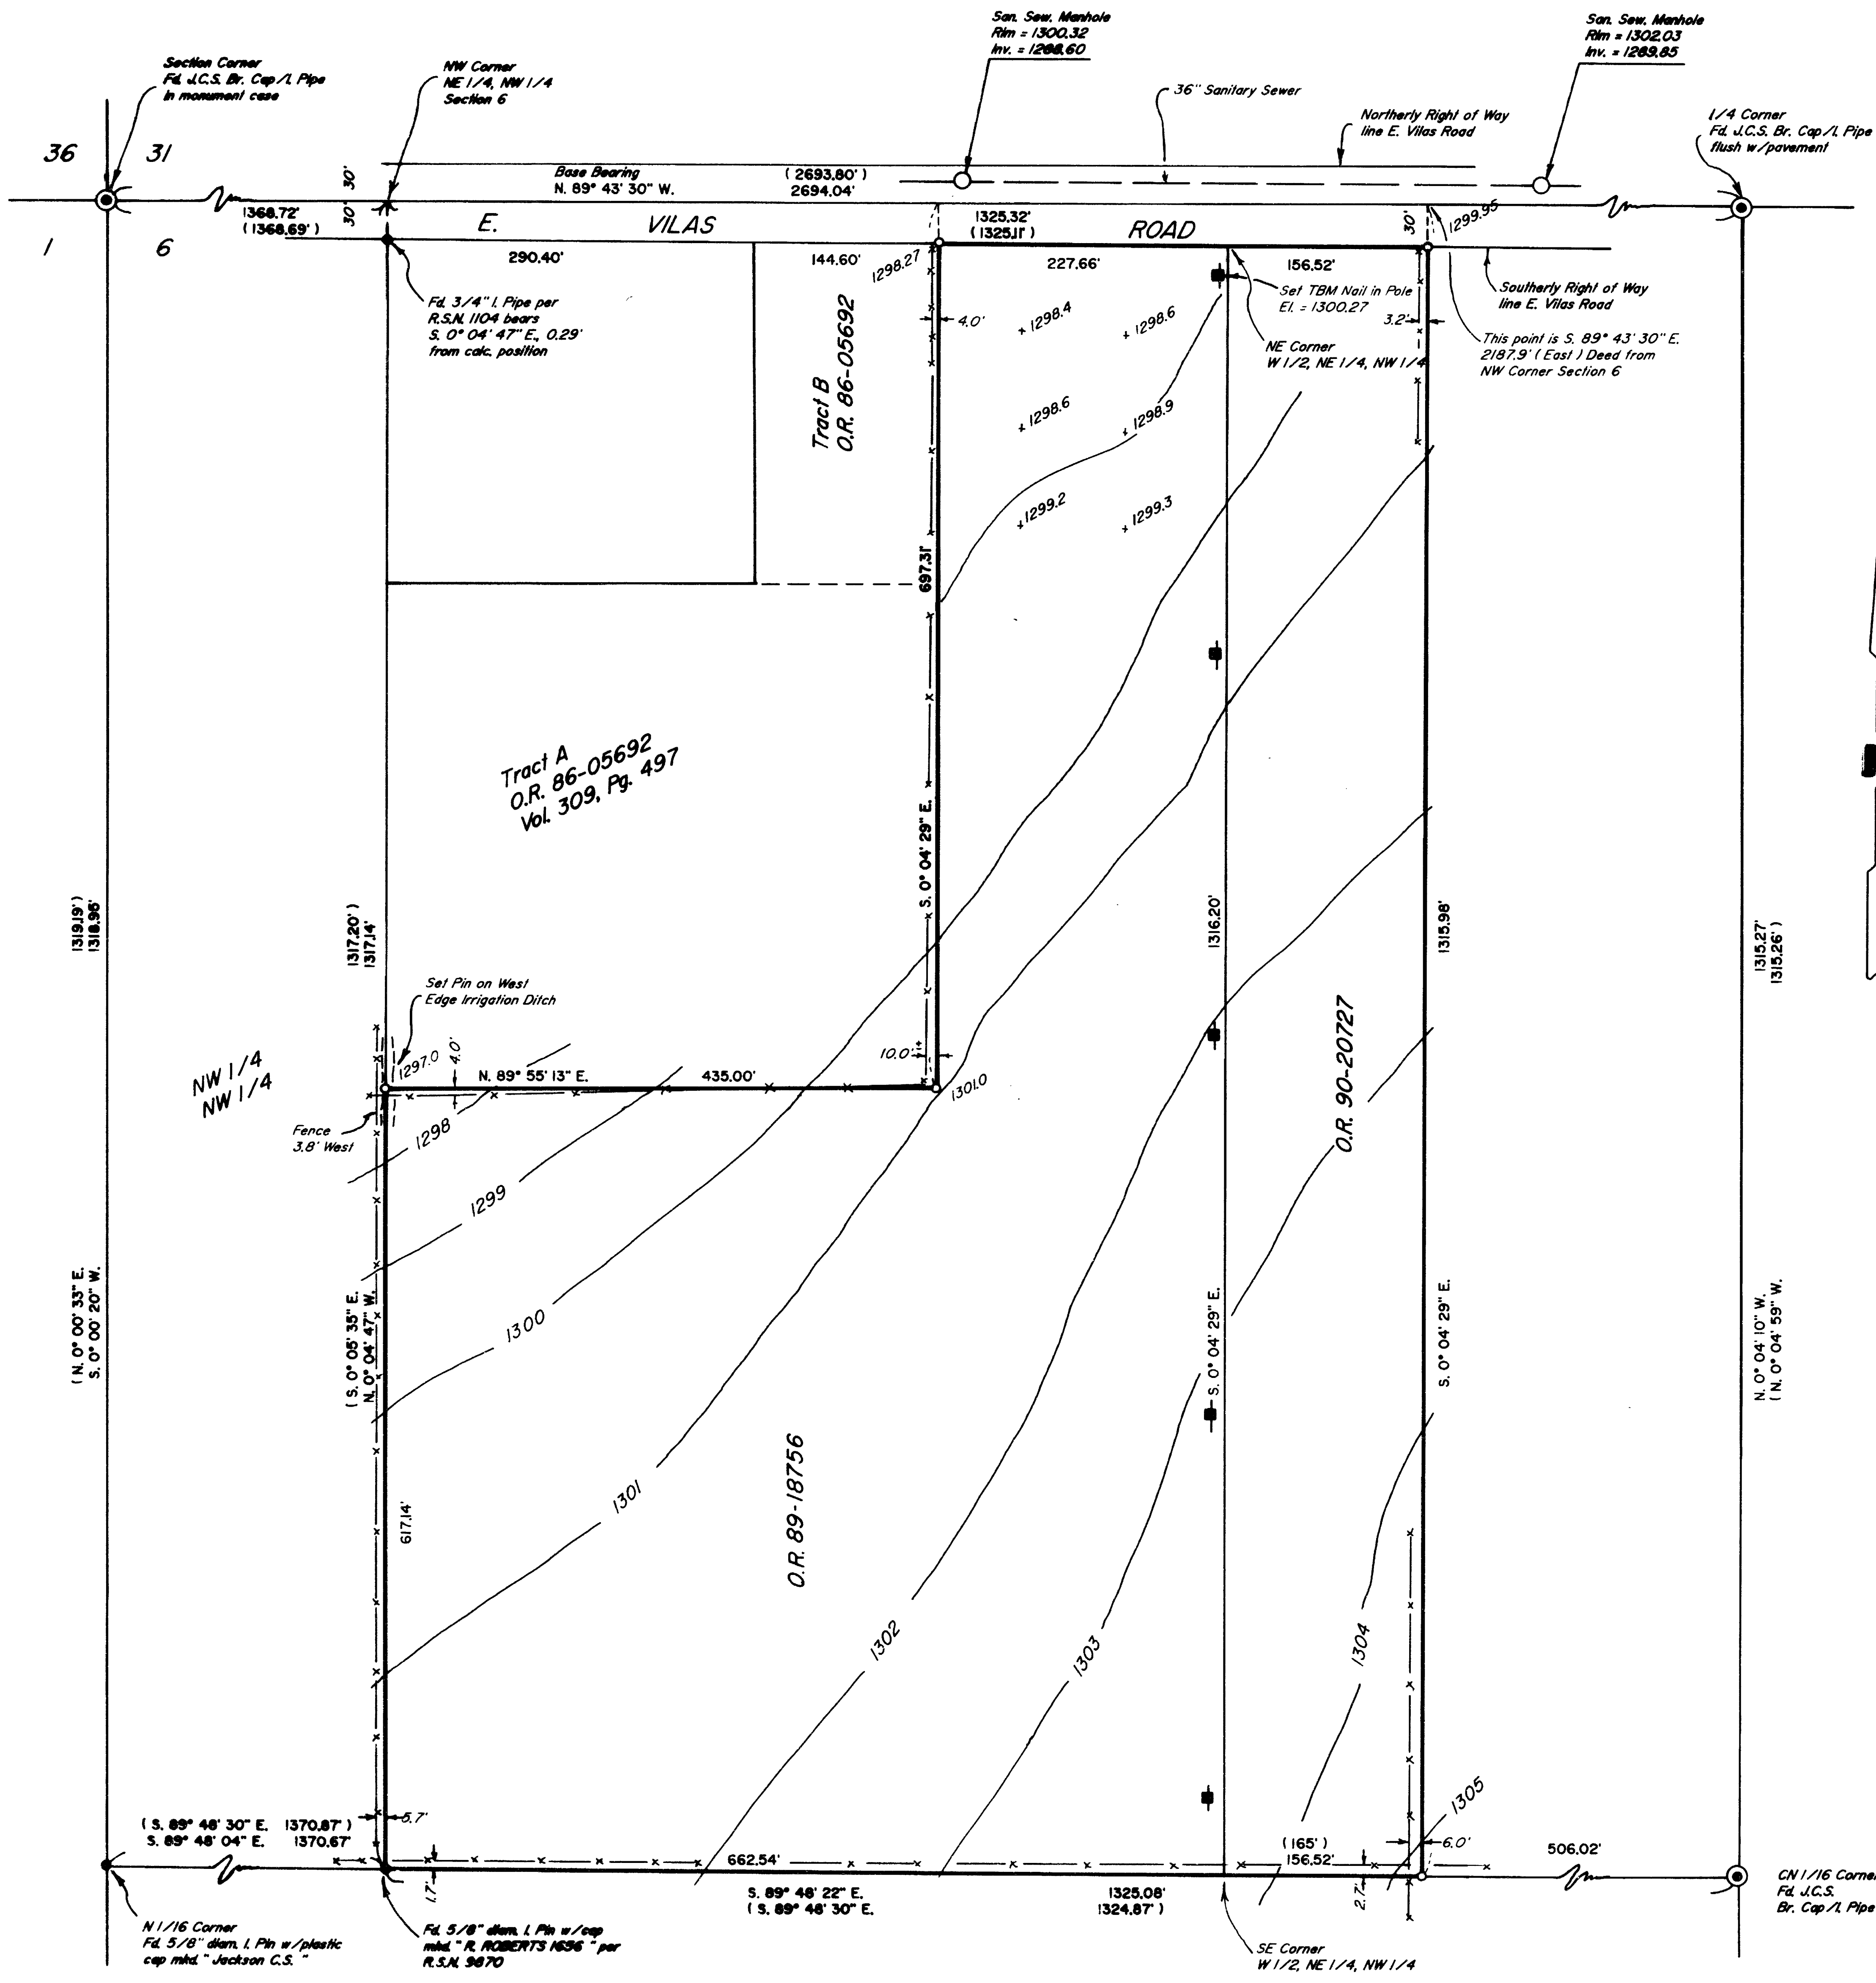 San. Sew. Manhole
Rim = 1300.32
Inv. = 1288.60
San. Sew. Manhole
Rim = 1302.03
Inv. = 1289.85
Section Corner
Fd. J.C.S. Br. Cap/I. Pipe
in monument case
NW Corner
NE 1/4, NW 1/4
Section 6
36" Sanitary Sewer
Northerly Right of Way
line E. Vilas Road
1/4 Corner
Fd. J.C.S. Br. Cap/I. Pipe
flush w/pavement
36
31
1
6
30'
30'
Base Bearing
N. 89° 43' 30" W.
( 2693.80' )
2694.04'
1368.72'
( 1368.69' )
E. VILAS ROAD
1325.32'
( 1325.11' )
30'
1299.95
290.40'
144.60'
1298.27
227.66'
156.52'
Fd. 3/4" I. Pipe per
R.S.N. 1104 bears
S. 0° 04' 47" E., 0.29'
from calc. position
Tract B
O.R. 86-05692
4.0'
Set TBM Nail in Pole
El. = 1300.27
3.2'
Southerly Right of Way
line E. Vilas Road
NE Corner
W 1/2, NE 1/4, NW 1/4
This point is S. 89° 43' 30" E.
2187.9' ( East ) Deed from
NW Corner Section 6
1298.4
1298.6
1298.6
1298.9
1299.2
1299.3
697.31'
S. 0° 04' 29" E.
Tract A
O.R. 86-05692
Vol. 309, Pg. 497
1319.19' )
1318.95'
1317.20' )
1317.14'
1316.20'
1315.98'
1315.27'
1315.26' )
Set Pin on West
Edge Irrigation Ditch
1297.0
4.0'
N. 89° 55' 13" E.
435.00'
10.0'±
1301.0
NW 1/4
NW 1/4
Fence
3.8' West
O.R. 90-20727
1298
1299
1300
1301
1302
1303
1304
1305
( N. 0° 00' 33" E.
S. 0° 00' 20" W.
( S. 0° 05' 35" E.
N. 0° 04' 47" W.
S. 0° 04' 29" E.
S. 0° 04' 29" E.
N. 0° 04' 10" W.
( N. 0° 04' 59" W.
617.14'
O.R. 89-18756
( S. 89° 48' 30" E. 1370.87' )
S. 89° 48' 04" E. 1370.67'
5.7'
1.7'
662.54'
( 165' )
156.52'
6.0'
2.7'
506.02'
S. 89° 48' 22" E. 1325.08'
( S. 89° 48' 30" E. 1324.87' )
N 1/16 Corner
Fd. 5/8" diam. I. Pin w/plastic
cap mkd. " Jackson C.S. "
Fd. 5/8" diam. I. Pin w/cap
mkd. " R. ROBERTS 1656 " per
R.S.N. 9870
SE Corner
W 1/2, NE 1/4, NW 1/4
CN 1/16 Corner
Fd. J.C.S.
Br. Cap/I. Pipe